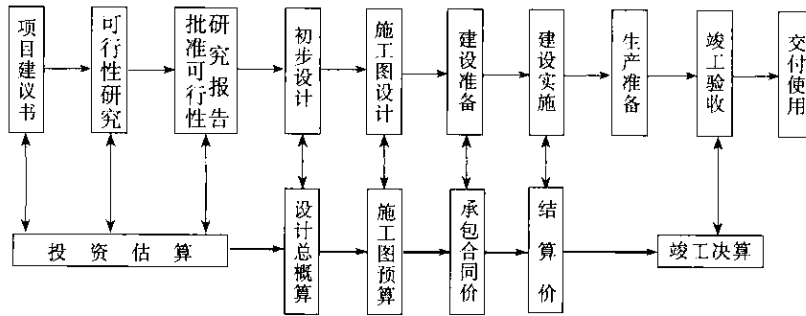 项目建议书
可行性研究
批准可行性
研究报告
初步设计
施工图设计
建设准备
建设实施
生产准备
竣工验收
交付使用
投资估算
设计总概算
施工图预算
承包合同价
结算价
竣工决算